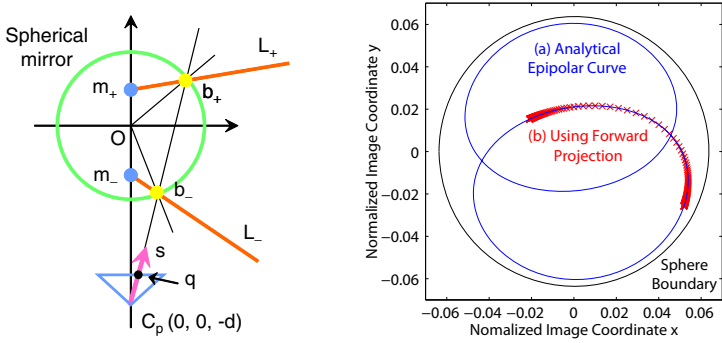 Spherical
mirror
L+
m+
b+
O
m−
b−
L−
s
q
Cp (0, 0, -d)
Normalized Image Coordinate y
0.06
0.04
0.02
0
−0.02
−0.04
−0.06
(a) Analytical
Epipolar Curve
(b) Using Forward
Projection
Sphere
Boundary
−0.06 −0.04 −0.02 0 0.02 0.04 0.06
Nomalized Image Coordinate x